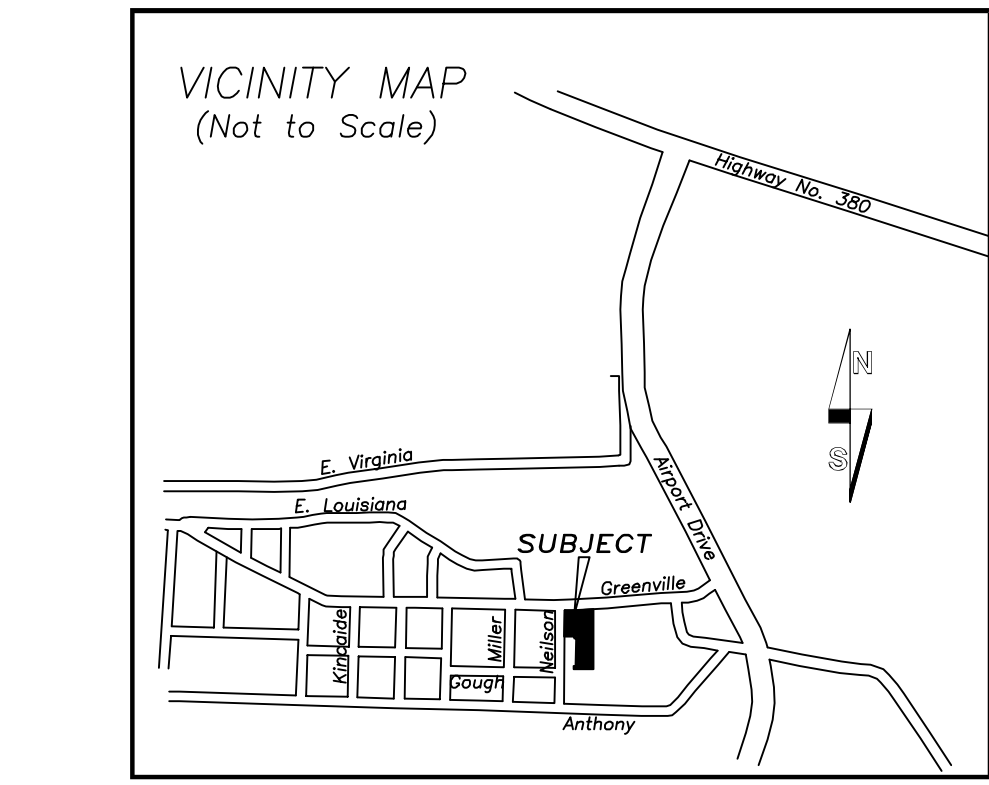 VICINITY MAP
(Not to Scale)
Highway No. 380
N
S
E. Virginia
Airport Drive
E. Louisiana
SUBJECT
Greenville
Kincaide
Miller
Neilson
Gough
Anthony